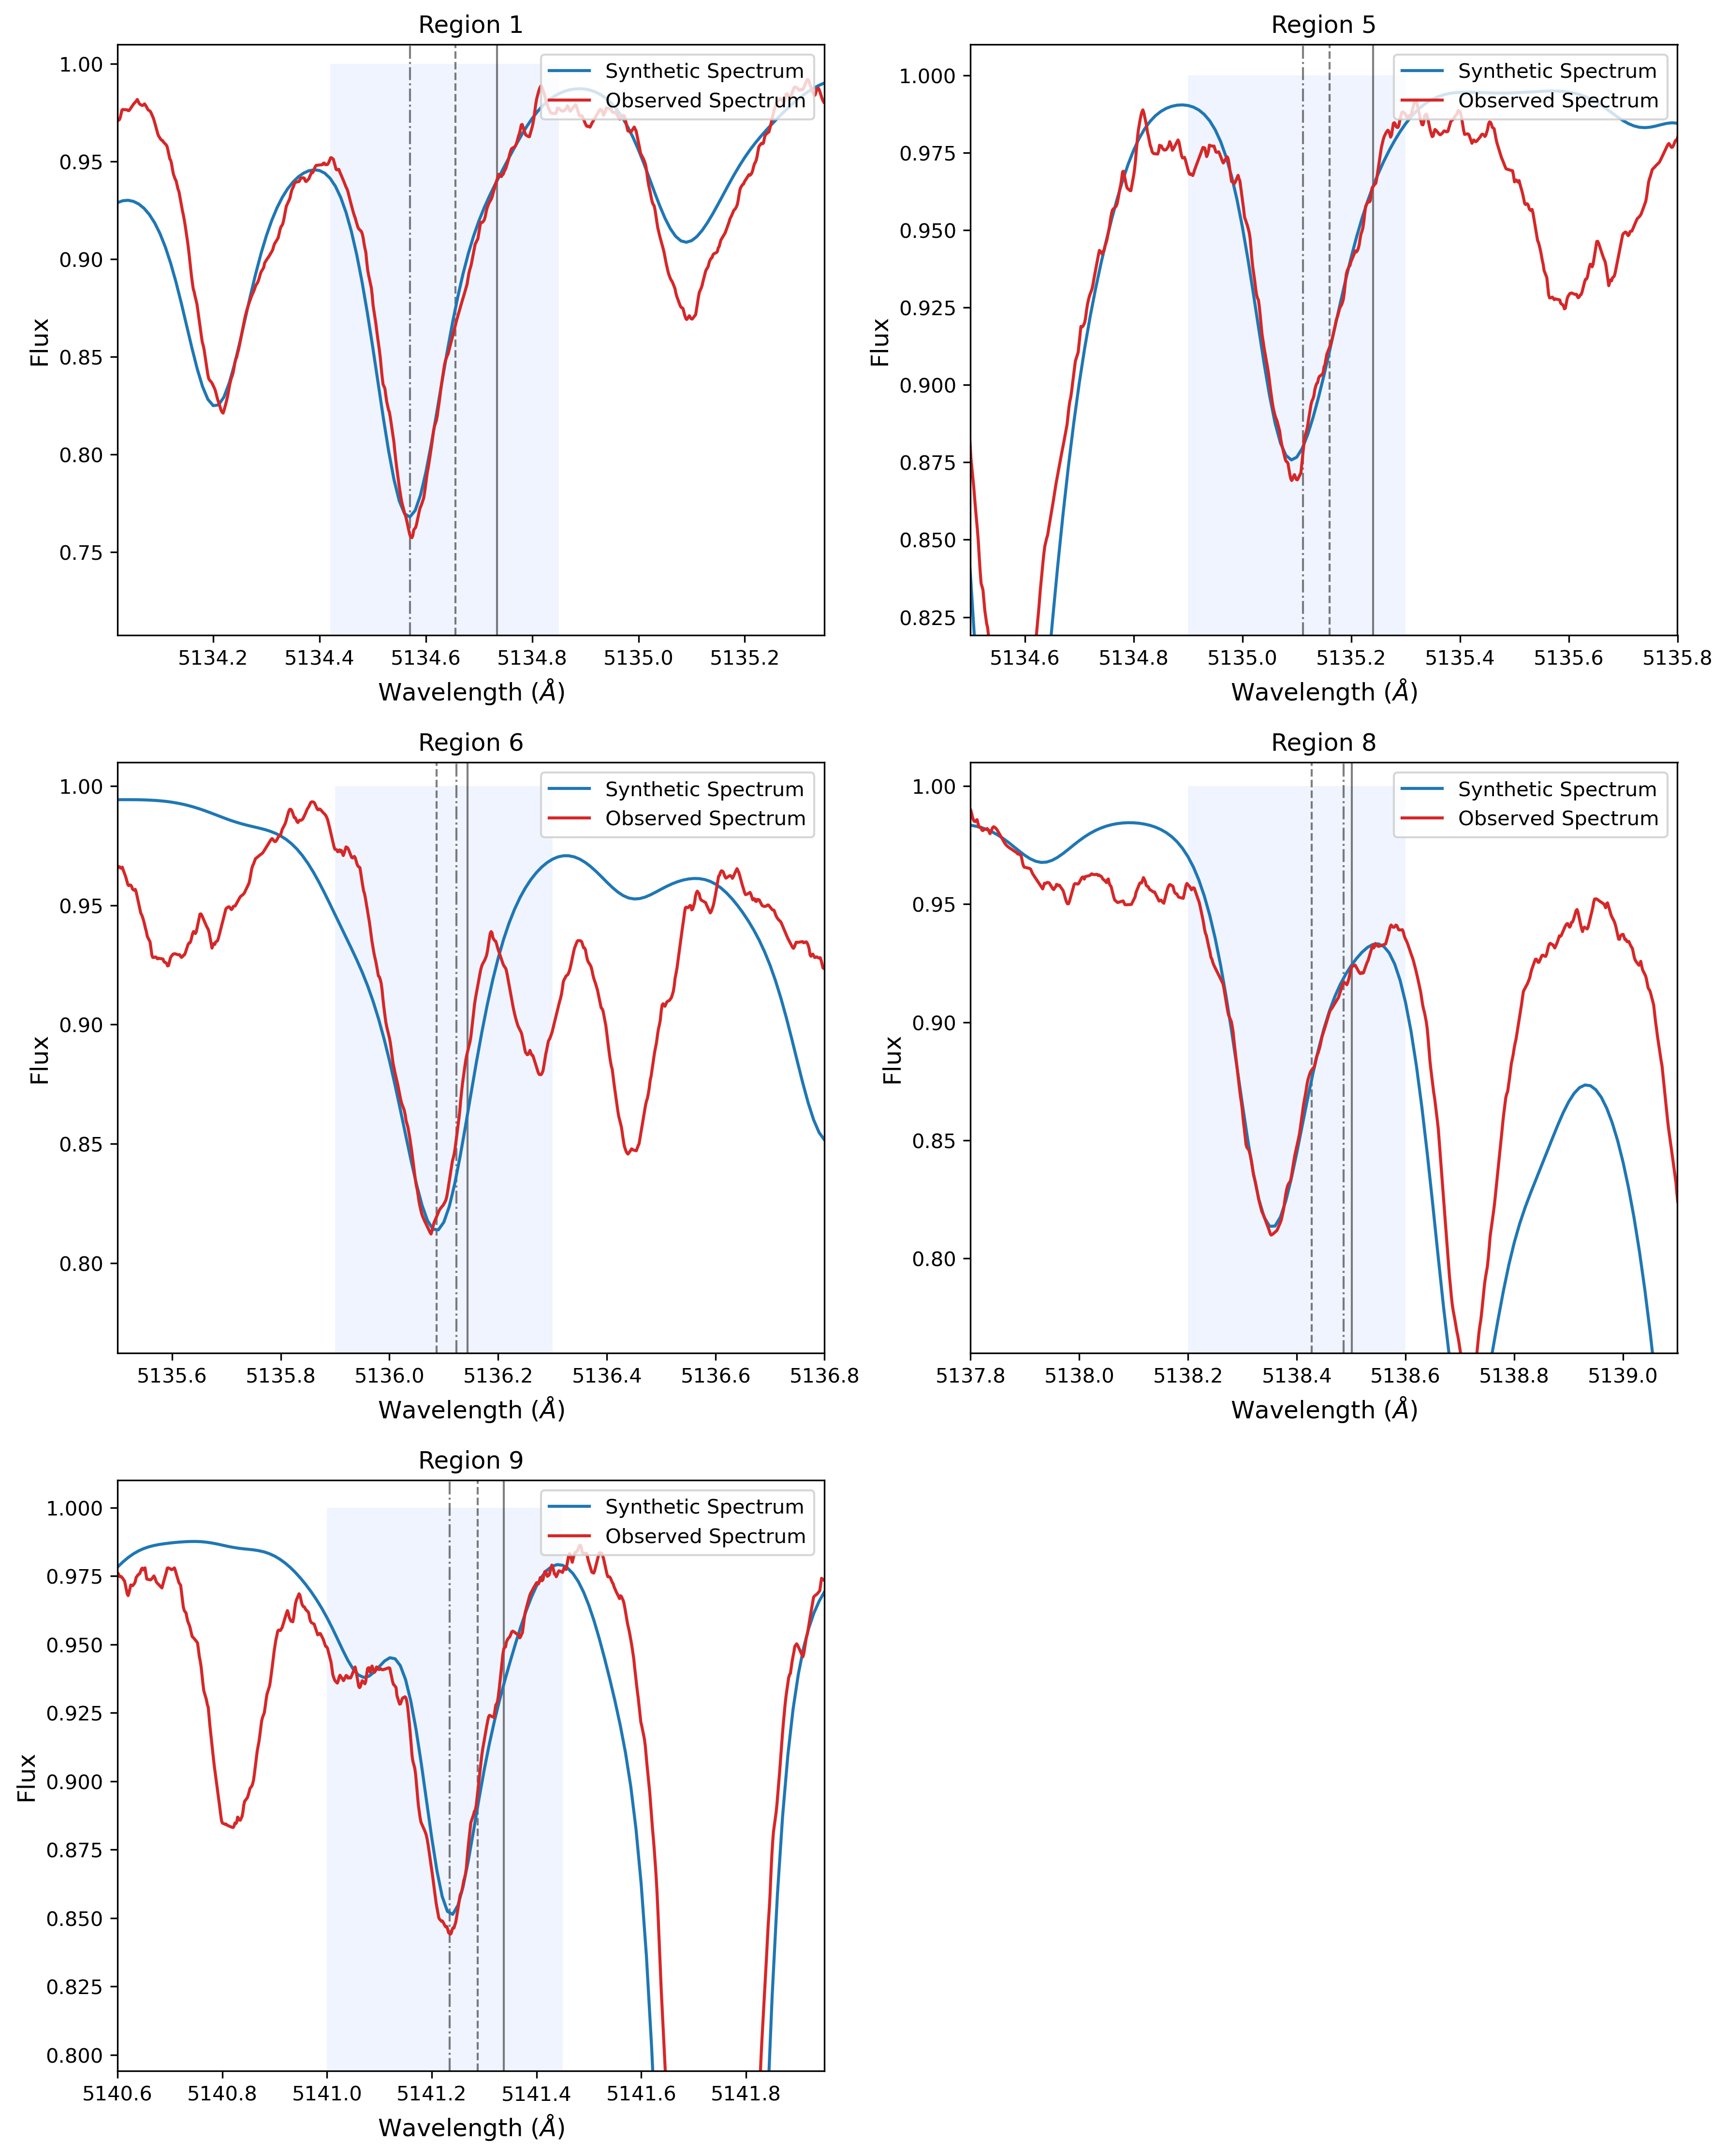 Region 1
Synthetic Spectrum
Observed Spectrum
1.00
0.95
0.90
0.85
0.80
0.75
Flux
5134.2 5134.4 5134.6 5134.8 5135.0 5135.2
Wavelength (Å)
Region 5
Synthetic Spectrum
Observed Spectrum
1.000
0.975
0.950
0.925
0.900
0.875
0.850
0.825
Flux
5134.6 5134.8 5135.0 5135.2 5135.4 5135.6 5135.8
Wavelength (Å)
Region 6
Synthetic Spectrum
Observed Spectrum
1.00
0.95
0.90
0.85
0.80
Flux
5135.6 5135.8 5136.0 5136.2 5136.4 5136.6 5136.8
Wavelength (Å)
Region 8
Synthetic Spectrum
Observed Spectrum
1.00
0.95
0.90
0.85
0.80
Flux
5137.8 5138.0 5138.2 5138.4 5138.6 5138.8 5139.0
Wavelength (Å)
Region 9
Synthetic Spectrum
Observed Spectrum
1.000
0.975
0.950
0.925
0.900
0.875
0.850
0.825
0.800
Flux
5140.6 5140.8 5141.0 5141.2 5141.4 5141.6 5141.8
Wavelength (Å)